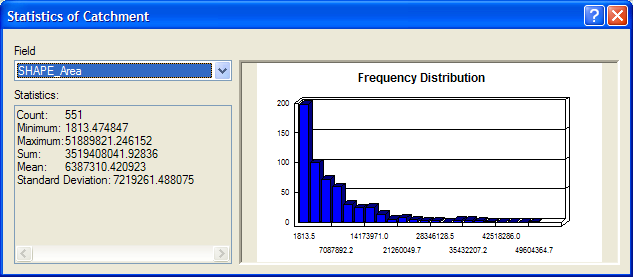 Statistics of Catchment
Field
SHAPE_Area
Statistics:
Count: 551
Minimum: 1813.474847
Maximum: 51889821.246152
Sum: 3519408041.92836
Mean: 6387310.420923
Standard Deviation: 7219261.488075
Frequency Distribution
200
150
100
50
0
1813.5 14173971.0 28346128.5 42518286.0
7087892.2 21260049.7 35432207.2 49604364.7